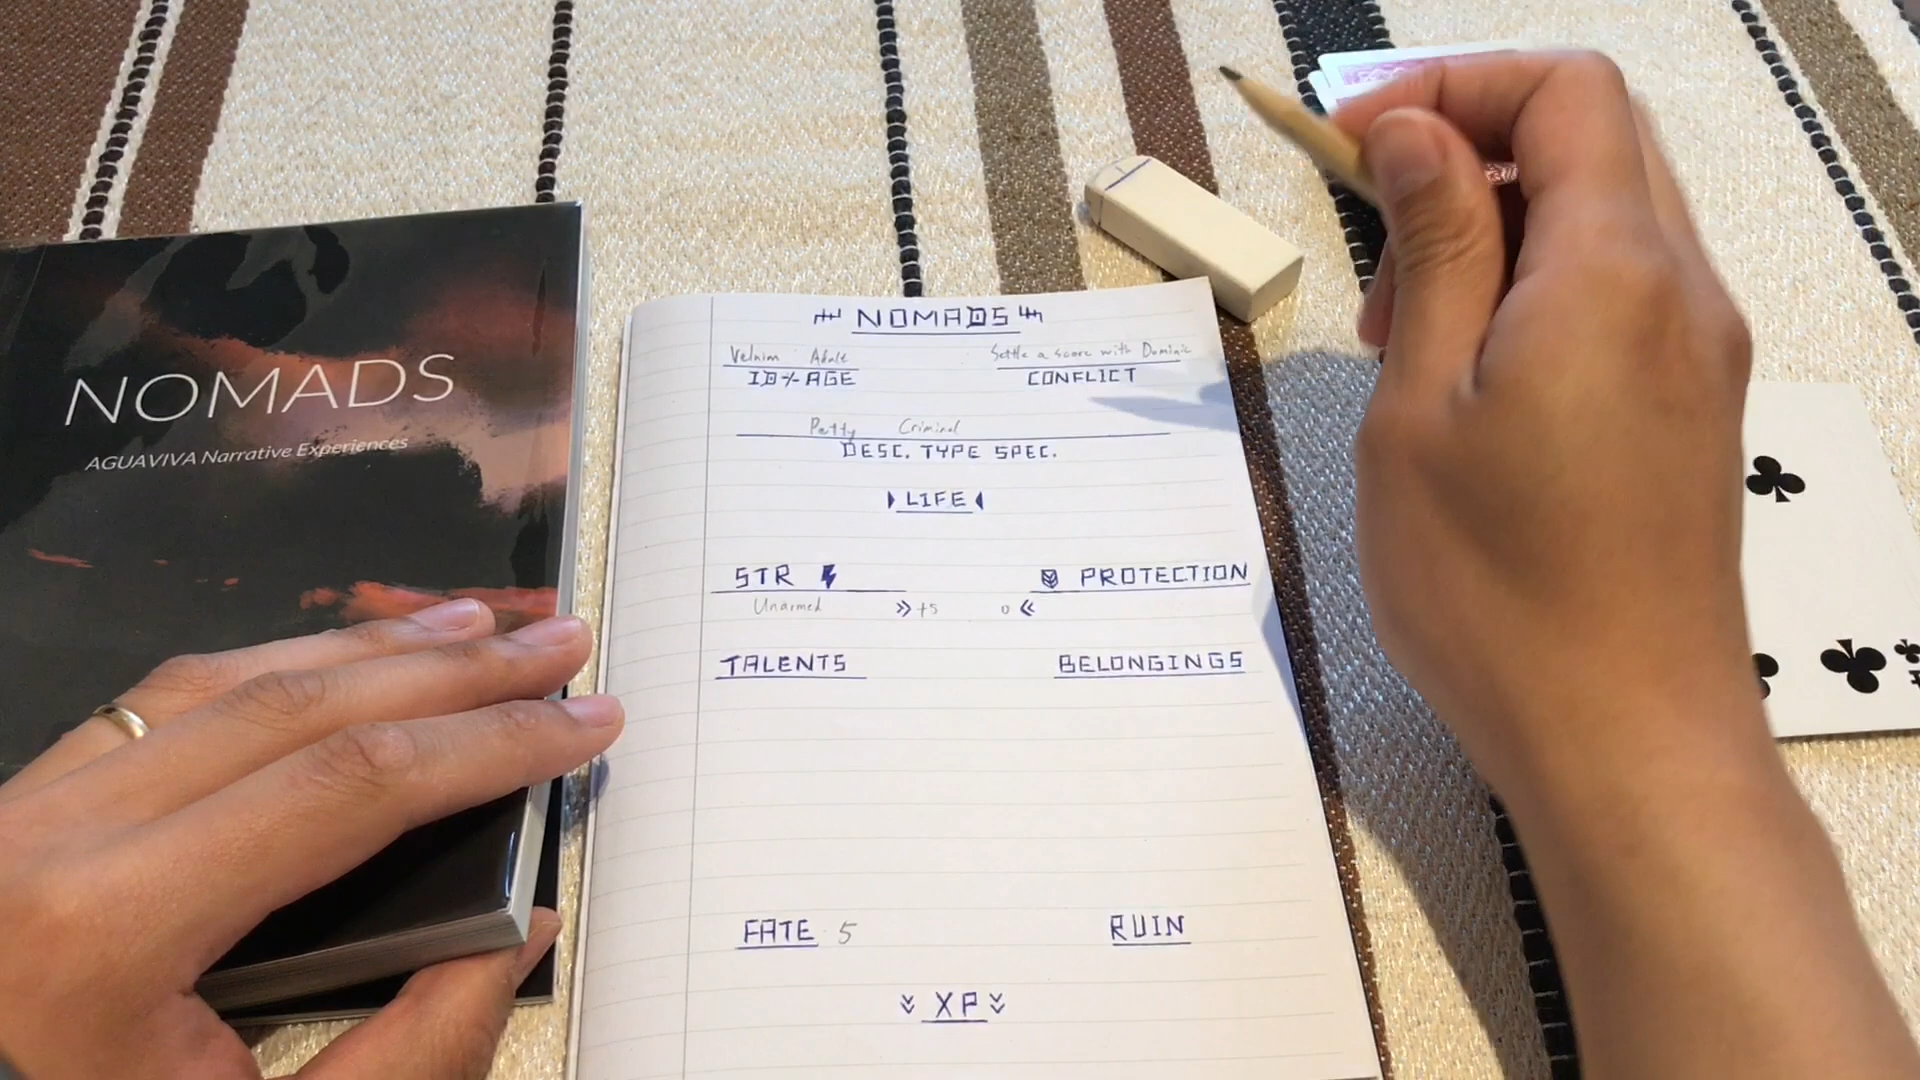 NOMADS
AGUAVIVA Narrative Experiences
NOMADS
Velnim Adult
ID/AGE
Settle a score with Dominic
CONFLICT
Petty Criminal
DESC. TYPE SPEC.
LIFE
STR
PROTECTION
Unarmed
+5
0
TALENTS
BELONGINGS
FATE 5
RUIN
XP